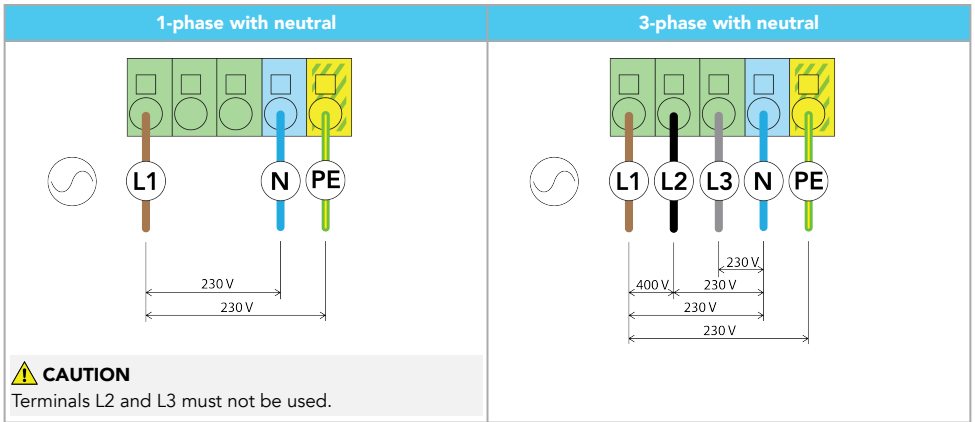 1-phase with neutral
L1 N PE
230 V
230 V
CAUTION
Terminals L2 and L3 must not be used.
3-phase with neutral
L1 L2 L3 N PE
230 V
400 V 230 V
230 V
230 V